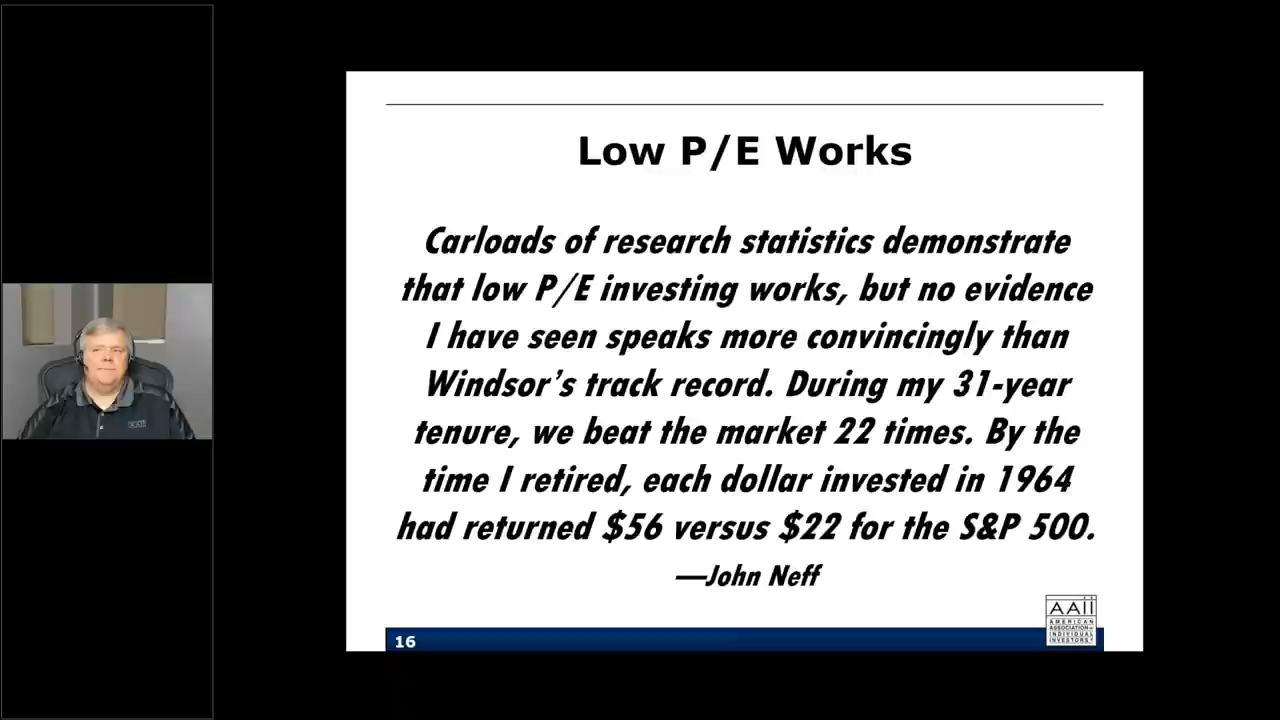 Low P/E Works
Carloads of research statistics demonstrate
that low P/E investing works, but no evidence
I have seen speaks more convincingly than
Windsor’s track record. During my 31-year
tenure, we beat the market 22 times. By the
time I retired, each dollar invested in 1964
had returned $56 versus $22 for the S&P 500.
—John Neff
16
AAii
AMERICAN
ASSOCIATION of
INDIVIDUAL
INVESTORS
AAII